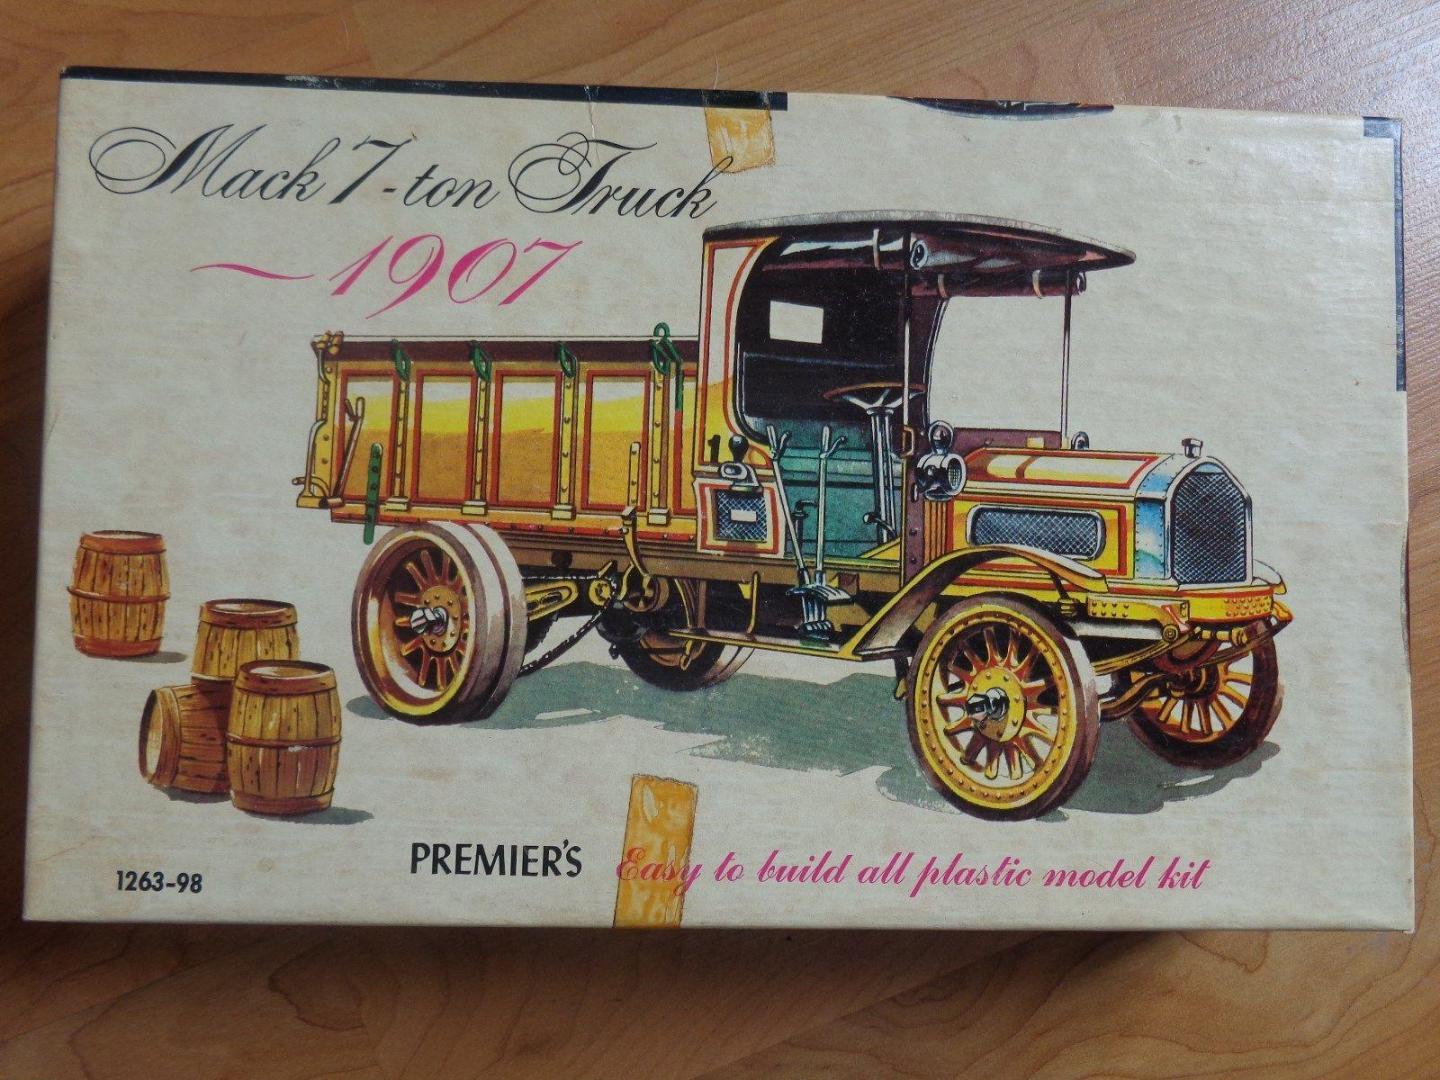 Mack 7-ton Truck
~1907
PREMIER'S Easy to build all plastic model kit
1263-98